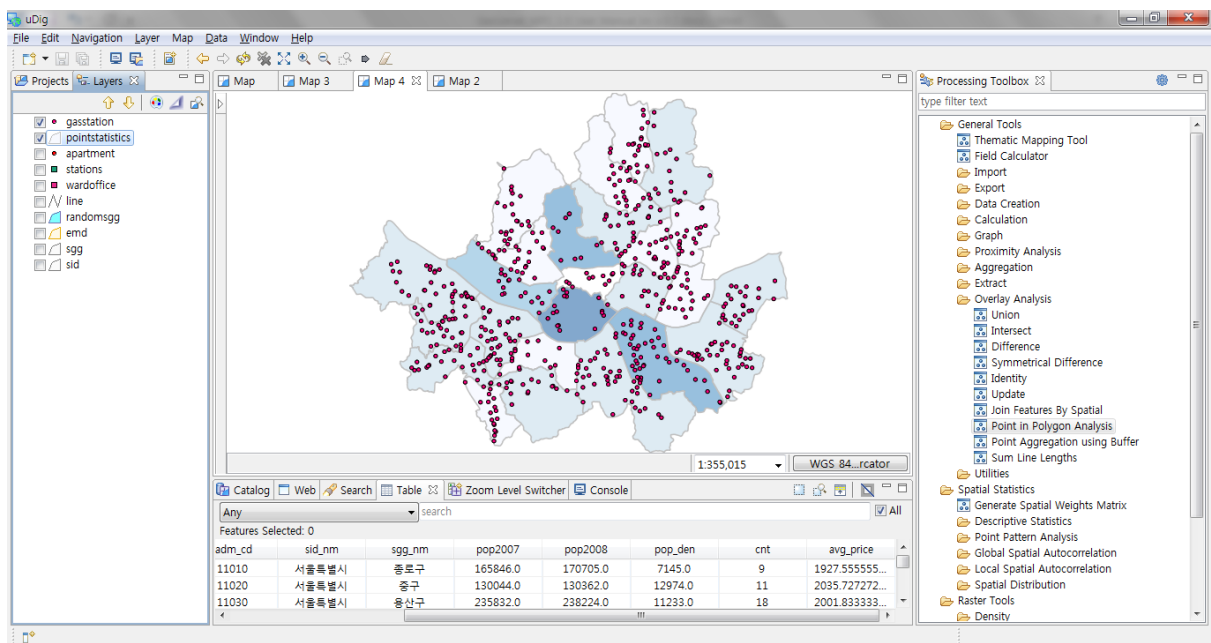 uDig
File Edit Navigation Layer Map Data Window Help
Projects Layers
Map Map 3 Map 4 Map 2
Processing Toolbox
type filter text
gasstation
pointstatistics
apartment
stations
wardoffice
line
randomsgg
emd
sgg
sid
1:355,015 WGS 84...rcator
Catalog Web Search Table Zoom Level Switcher Console
Any search All
Features Selected: 0
adm_cd sid_nm sgg_nm pop2007 pop2008 pop_den cnt avg_price
11010 서울특별시 종로구 165846.0 170705.0 7145.0 9 1927.555555...
11020 서울특별시 중구 130044.0 130362.0 12974.0 11 2035.727272...
11030 서울특별시 용산구 235832.0 238224.0 11233.0 18 2001.833333...
General Tools
Thematic Mapping Tool
Field Calculator
Import
Export
Data Creation
Calculation
Graph
Proximity Analysis
Aggregation
Extract
Overlay Analysis
Union
Intersect
Difference
Symmetrical Difference
Identity
Update
Join Features By Spatial
Point in Polygon Analysis
Point Aggregation using Buffer
Sum Line Lengths
Utilities
Spatial Statistics
Generate Spatial Weights Matrix
Descriptive Statistics
Point Pattern Analysis
Global Spatial Autocorrelation
Local Spatial Autocorrelation
Spatial Distribution
Raster Tools
Density